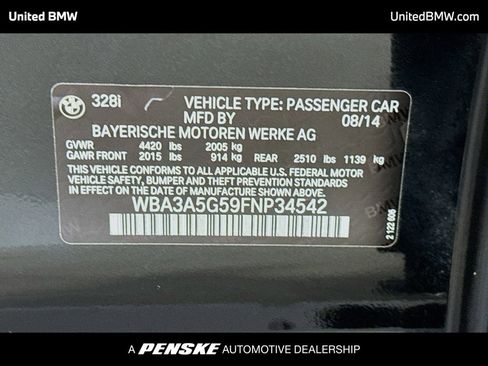 United BMW
UnitedBMW.com
328i
VEHICLE TYPE: PASSENGER CAR
MFD BY 08/14
BAYERISCHE MOTOREN WERKE AG
GVWR 4420 lbs 2005 kg
GAWR FRONT 2015 lbs 914 kg REAR 2510 lbs 1139 kg
THIS VEHICLE CONFORMS TO ALL APPLICABLE U.S. FEDERAL MOTOR
VEHICLE SAFETY, BUMPER, AND THEFT PREVENTION STANDARDS IN
EFFECT ON THE DATE OF MANUFACTURE SHOWN ABOVE.
WBA3A5G59FNP34542
2 122 606
A PENSKE AUTOMOTIVE DEALERSHIP